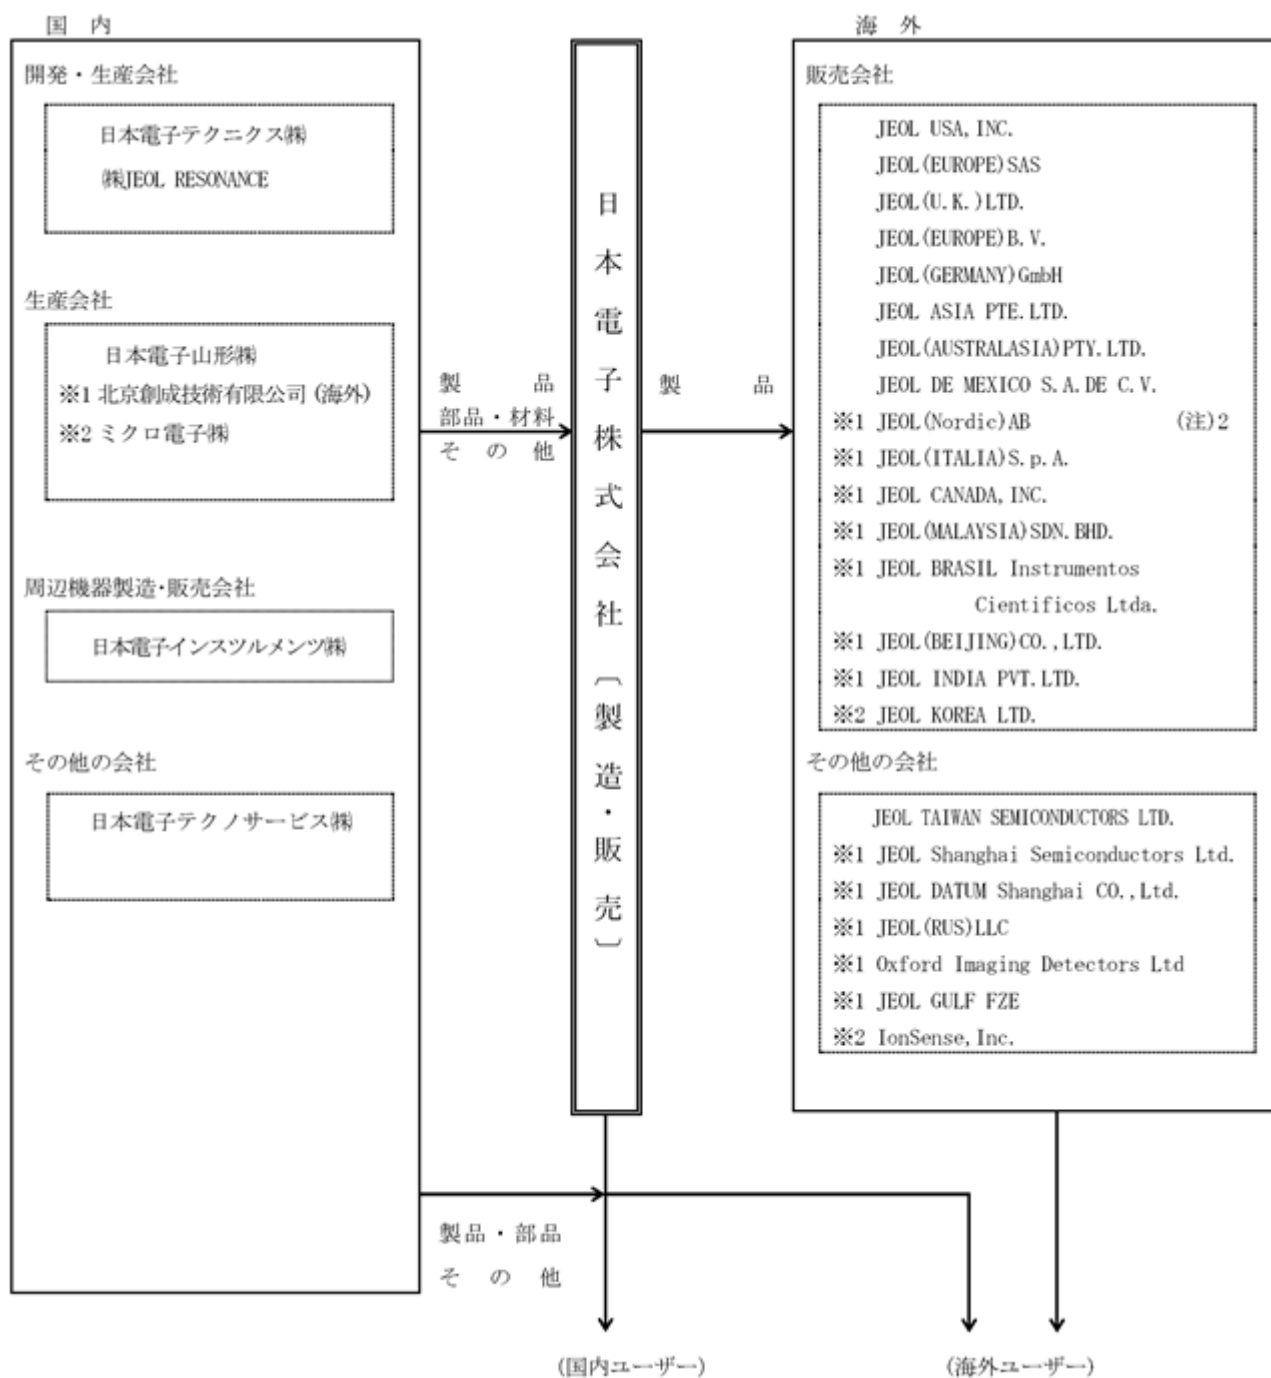 国　内
開発・生産会社
日本電子テクニクス㈱
㈱JEOL RESONANCE
生産会社
日本電子山形㈱
※1 北京創成技術有限公司 (海外)
※2 ミクロ電子㈱
周辺機器製造・販売会社
日本電子インスツルメンツ㈱
その他の会社
日本電子テクノサービス㈱
製　　　品
部品・材料
そ　の　他
日本電子株式会社〔製造・販売〕
製　　　品
海　外
販売会社
JEOL USA, INC.
JEOL(EUROPE)SAS
JEOL(U.K.)LTD.
JEOL(EUROPE)B.V.
JEOL(GERMANY)GmbH
JEOL ASIA PTE.LTD.
JEOL(AUSTRALASIA)PTY.LTD.
JEOL DE MEXICO S.A.DE C.V.
※1 JEOL(Nordic)AB　　　　(注)2
※1 JEOL(ITALIA)S.p.A.
※1 JEOL CANADA, INC.
※1 JEOL(MALAYSIA)SDN.BHD.
※1 JEOL BRASIL Instrumentos
Cientificos Ltda.
※1 JEOL(BEIJING)CO.,LTD.
※1 JEOL INDIA PVT.LTD.
※2 JEOL KOREA LTD.
その他の会社
JEOL TAIWAN SEMICONDUCTORS LTD.
※1 JEOL Shanghai Semiconductors Ltd.
※1 JEOL DATUM Shanghai CO.,Ltd.
※1 JEOL(RUS)LLC
※1 Oxford Imaging Detectors Ltd
※1 JEOL GULF FZE
※2 IonSense, Inc.
製品・部品
そ　の　他
(国内ユーザー)
(海外ユーザー)